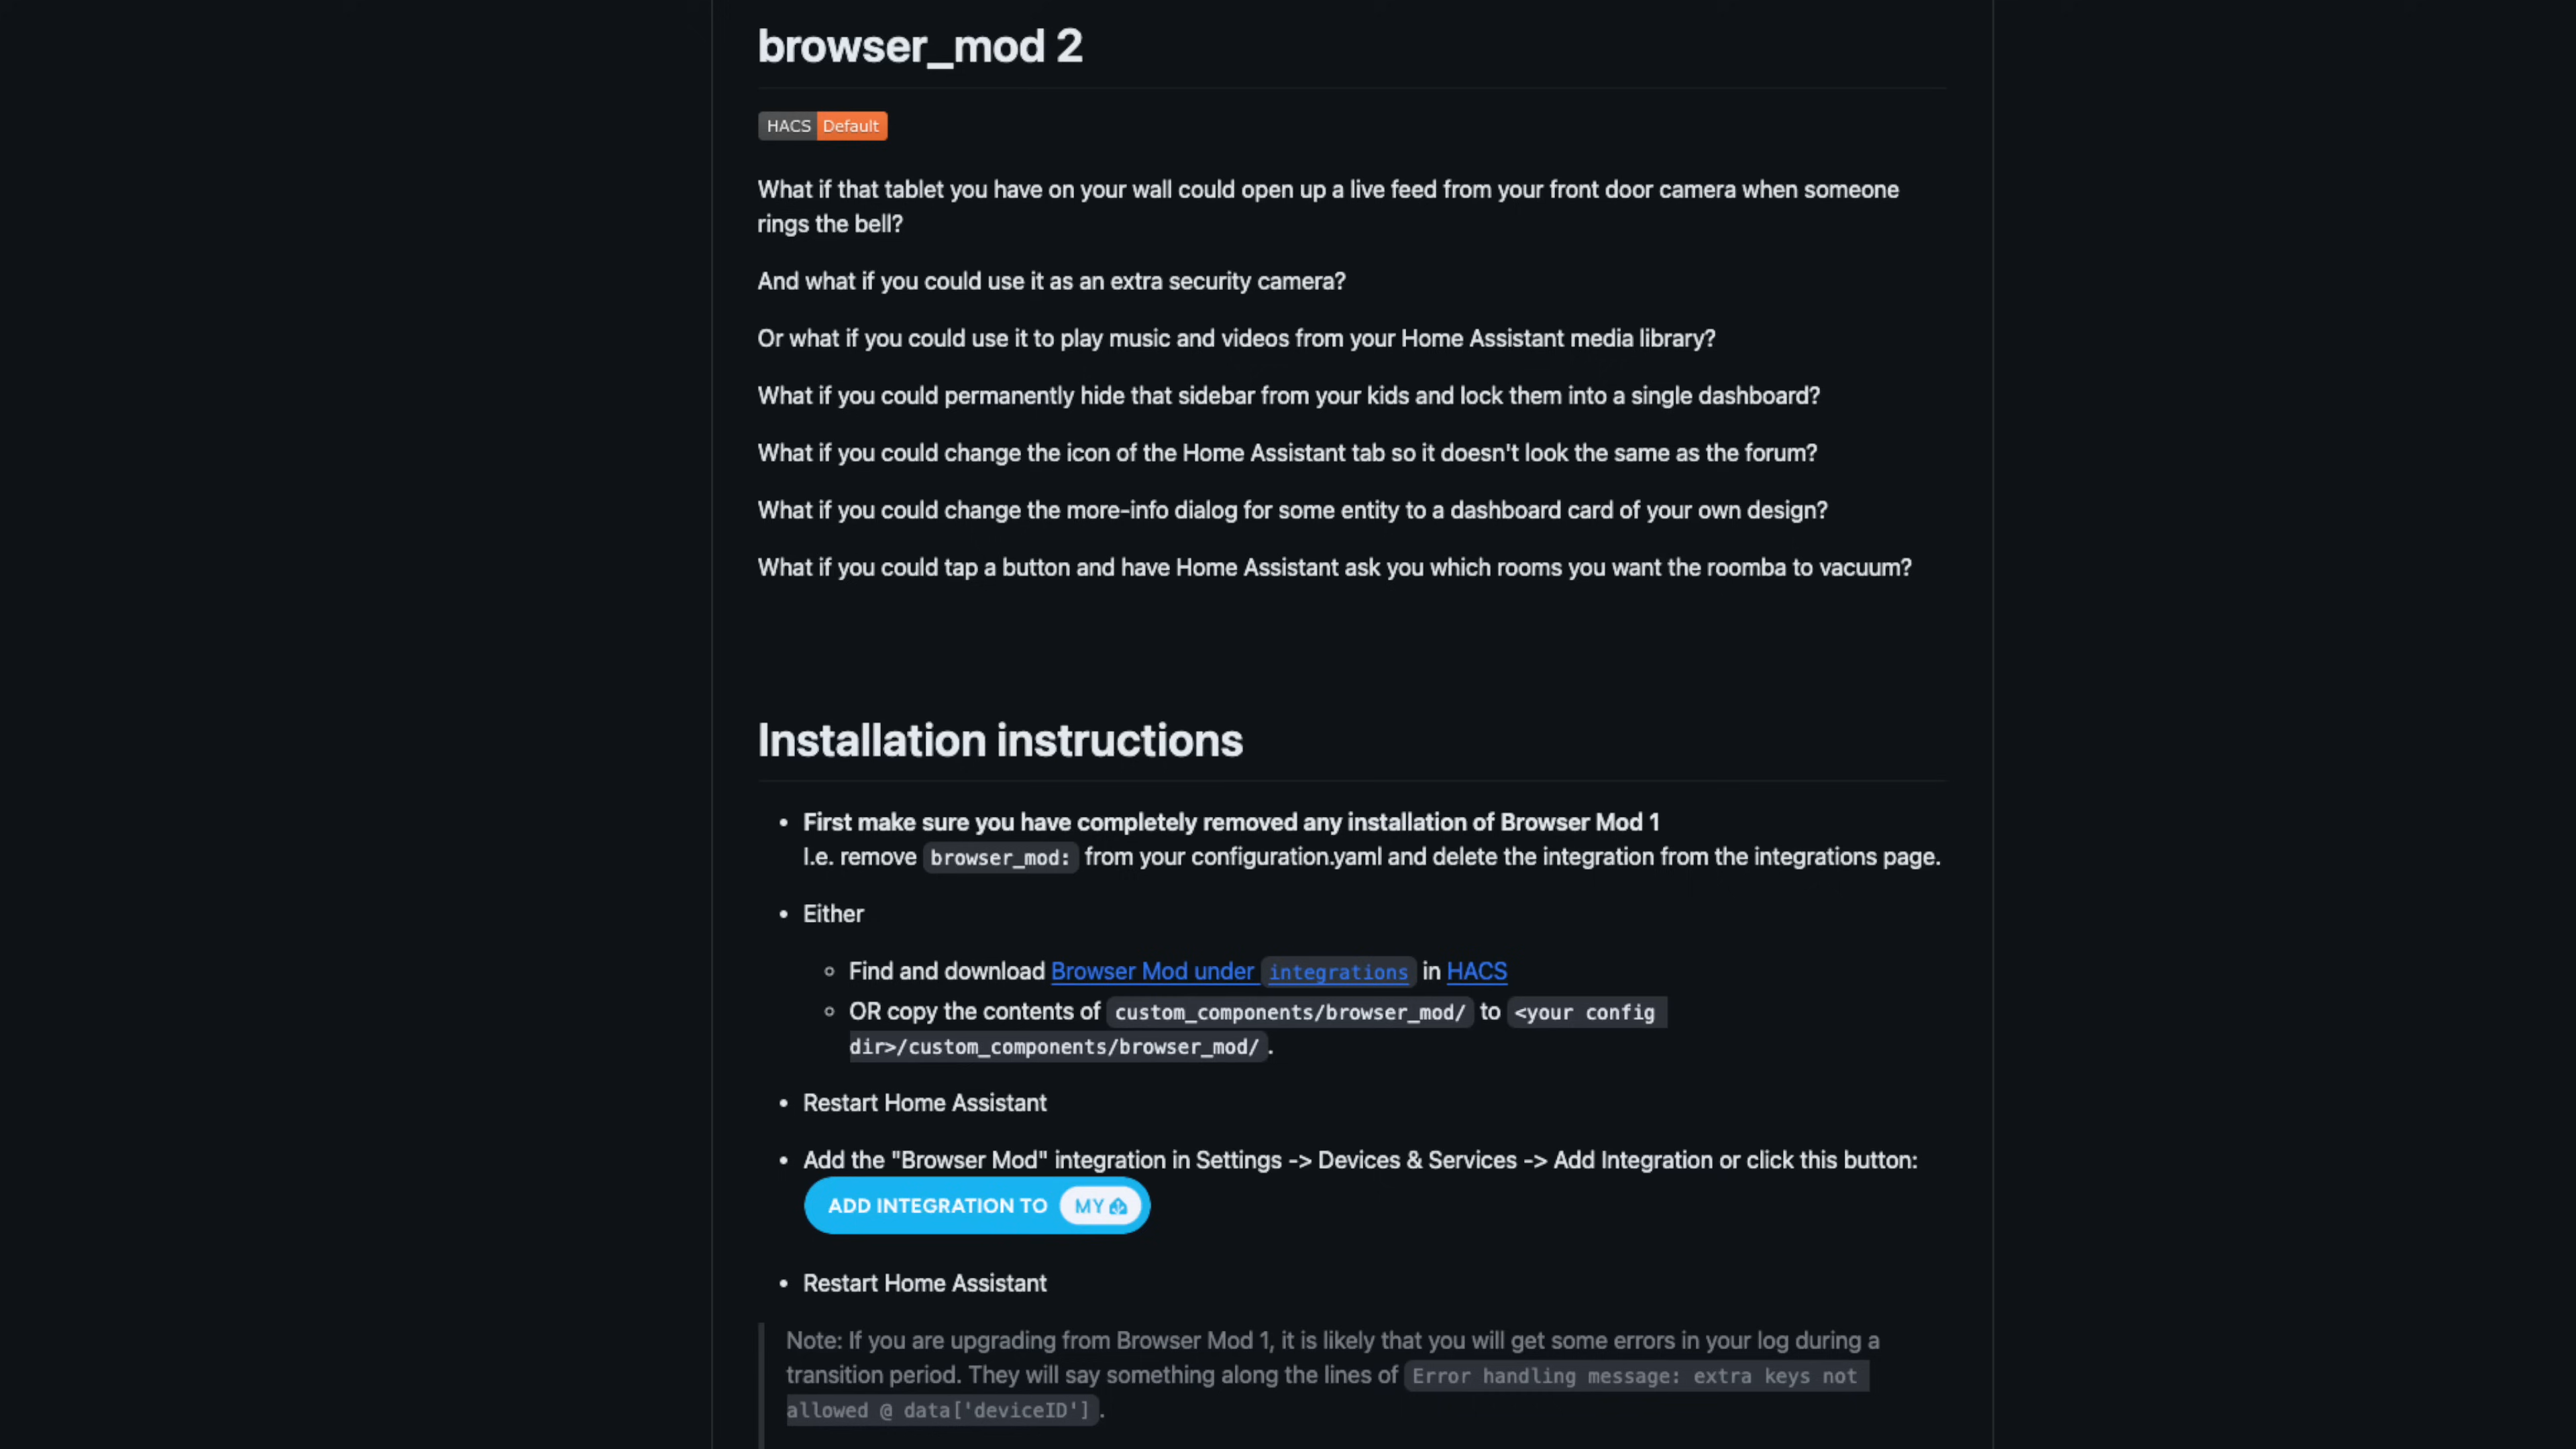 browser_mod 2
HACS Default
What if that tablet you have on your wall could open up a live feed from your front door camera when someone
rings the bell?
And what if you could use it as an extra security camera?
Or what if you could use it to play music and videos from your Home Assistant media library?
What if you could permanently hide that sidebar from your kids and lock them into a single dashboard?
What if you could change the icon of the Home Assistant tab so it doesn't look the same as the forum?
What if you could change the more-info dialog for some entity to a dashboard card of your own design?
What if you could tap a button and have Home Assistant ask you which rooms you want the roomba to vacuum?
Installation instructions
• First make sure you have completely removed any installation of Browser Mod 1
I.e. remove browser_mod: from your configuration.yaml and delete the integration from the integrations page.
• Either
◦ Find and download Browser Mod under integrations in HACS
◦ OR copy the contents of custom_components/browser_mod/ to <your config
dir>/custom_components/browser_mod/ .
• Restart Home Assistant
• Add the "Browser Mod" integration in Settings -> Devices & Services -> Add Integration or click this button:
ADD INTEGRATION TO MY
• Restart Home Assistant
Note: If you are upgrading from Browser Mod 1, it is likely that you will get some errors in your log during a
transition period. They will say something along the lines of Error handling message: extra keys not
allowed @ data['deviceID'] .